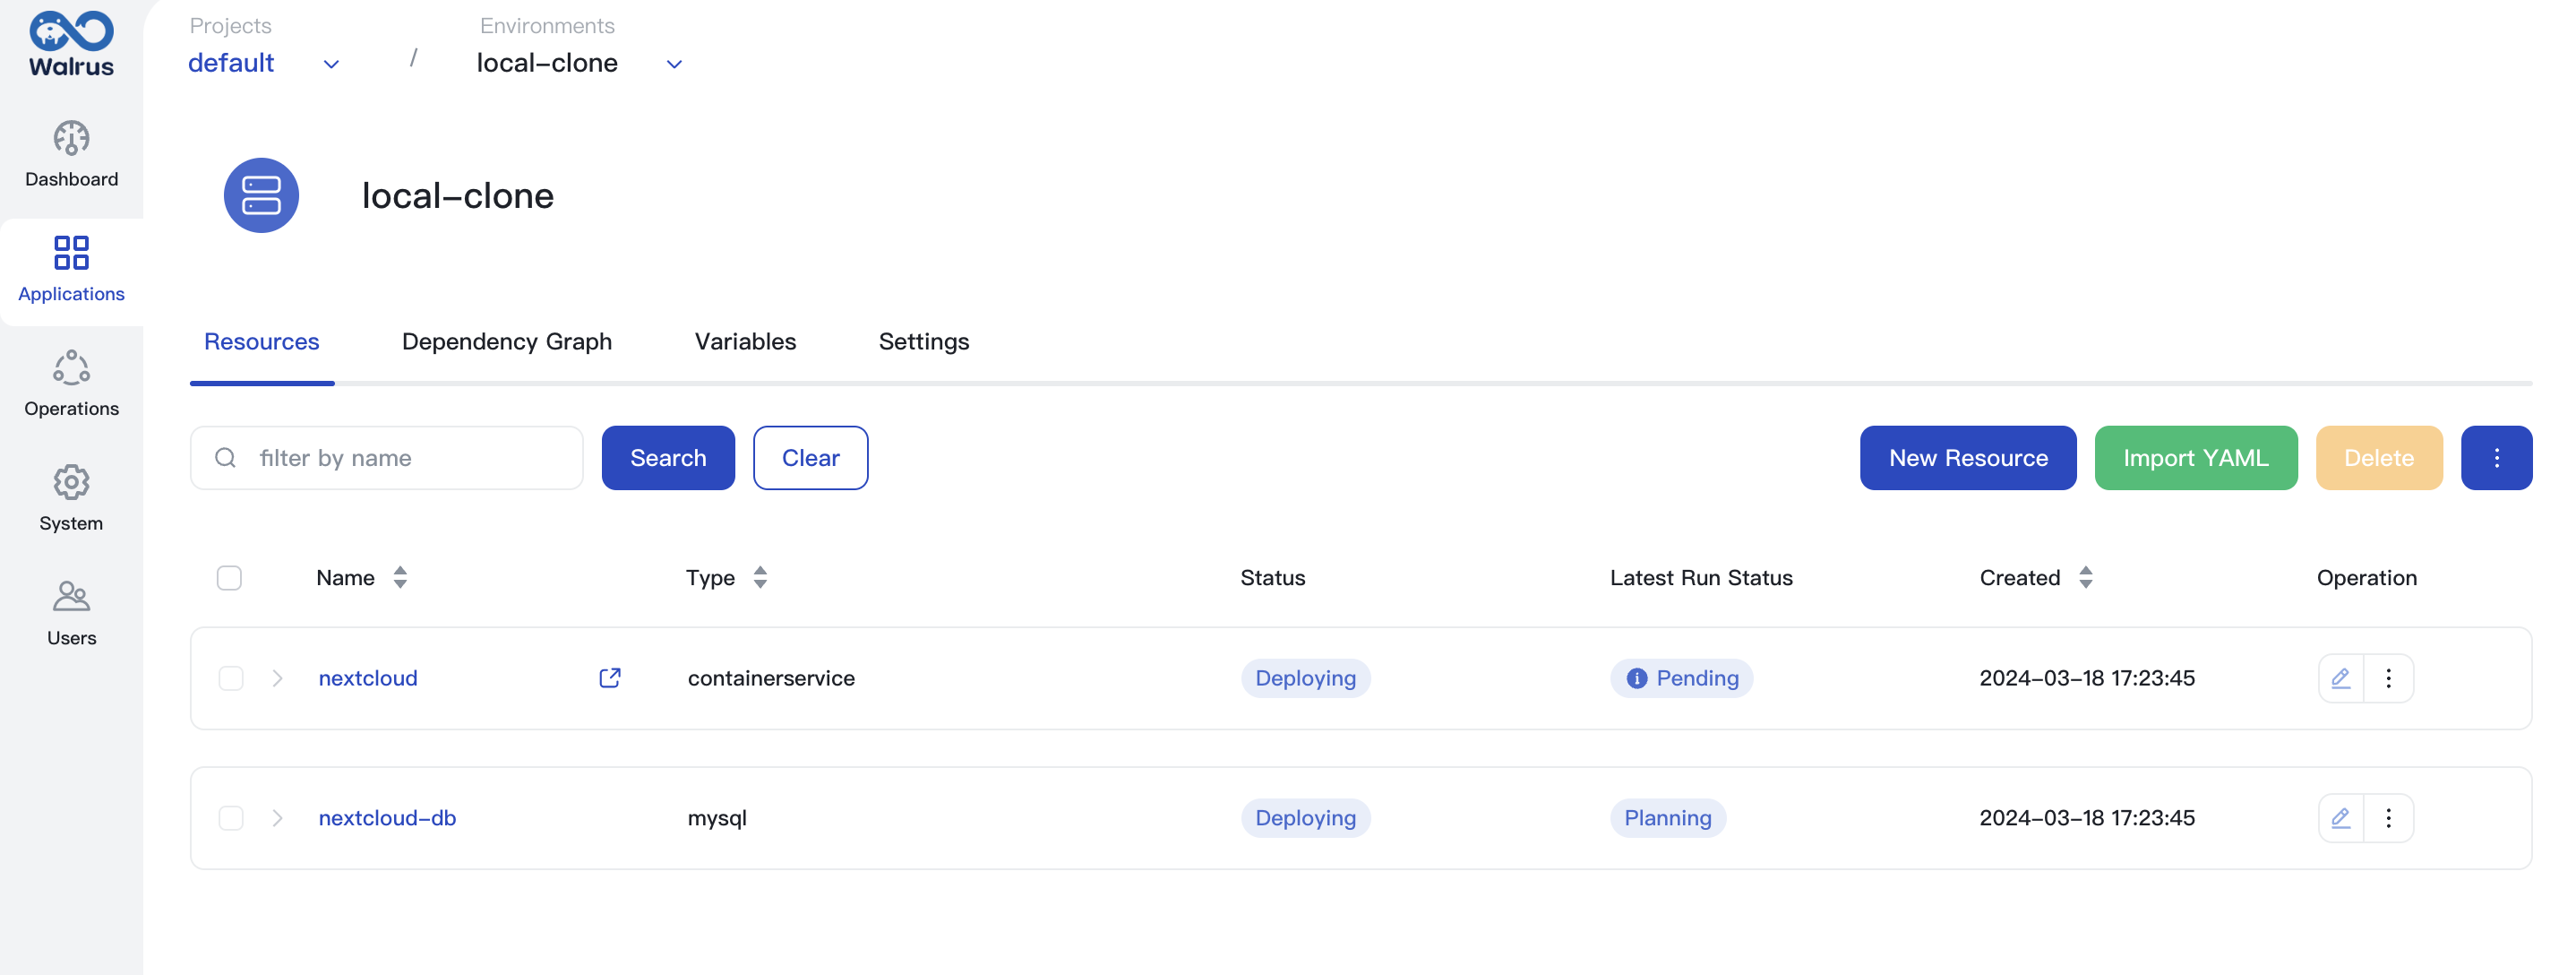 Walrus
Dashboard
Applications
Operations
System
Users
Projects
default
/
Environments
local-clone
local-clone
Resources Dependency Graph Variables Settings
filter by name Search Clear New Resource Import YAML Delete
Name Type Status Latest Run Status Created Operation
nextcloud containerservice Deploying Pending 2024-03-18 17:23:45
nextcloud-db mysql Deploying Planning 2024-03-18 17:23:45